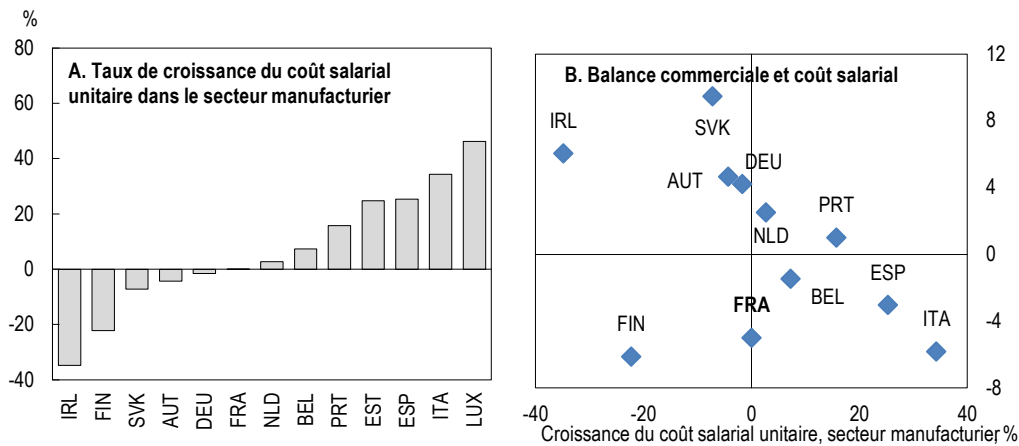 %
80
60
40
20
0
-20
-40
A. Taux de croissance du coût salarial
unitaire dans le secteur manufacturier
IRL
FIN
SVK
AUT
DEU
FRA
NLD
BEL
PRT
EST
ESP
ITA
LUX
B. Balance commerciale et coût salarial
12
8
4
0
-4
-8
IRL
SVK
DEU
AUT
PRT
NLD
ESP
BEL
FRA
FIN
ITA
-40
-20
0
20
40
Croissance du coût salarial unitaire, secteur manufacturier, %